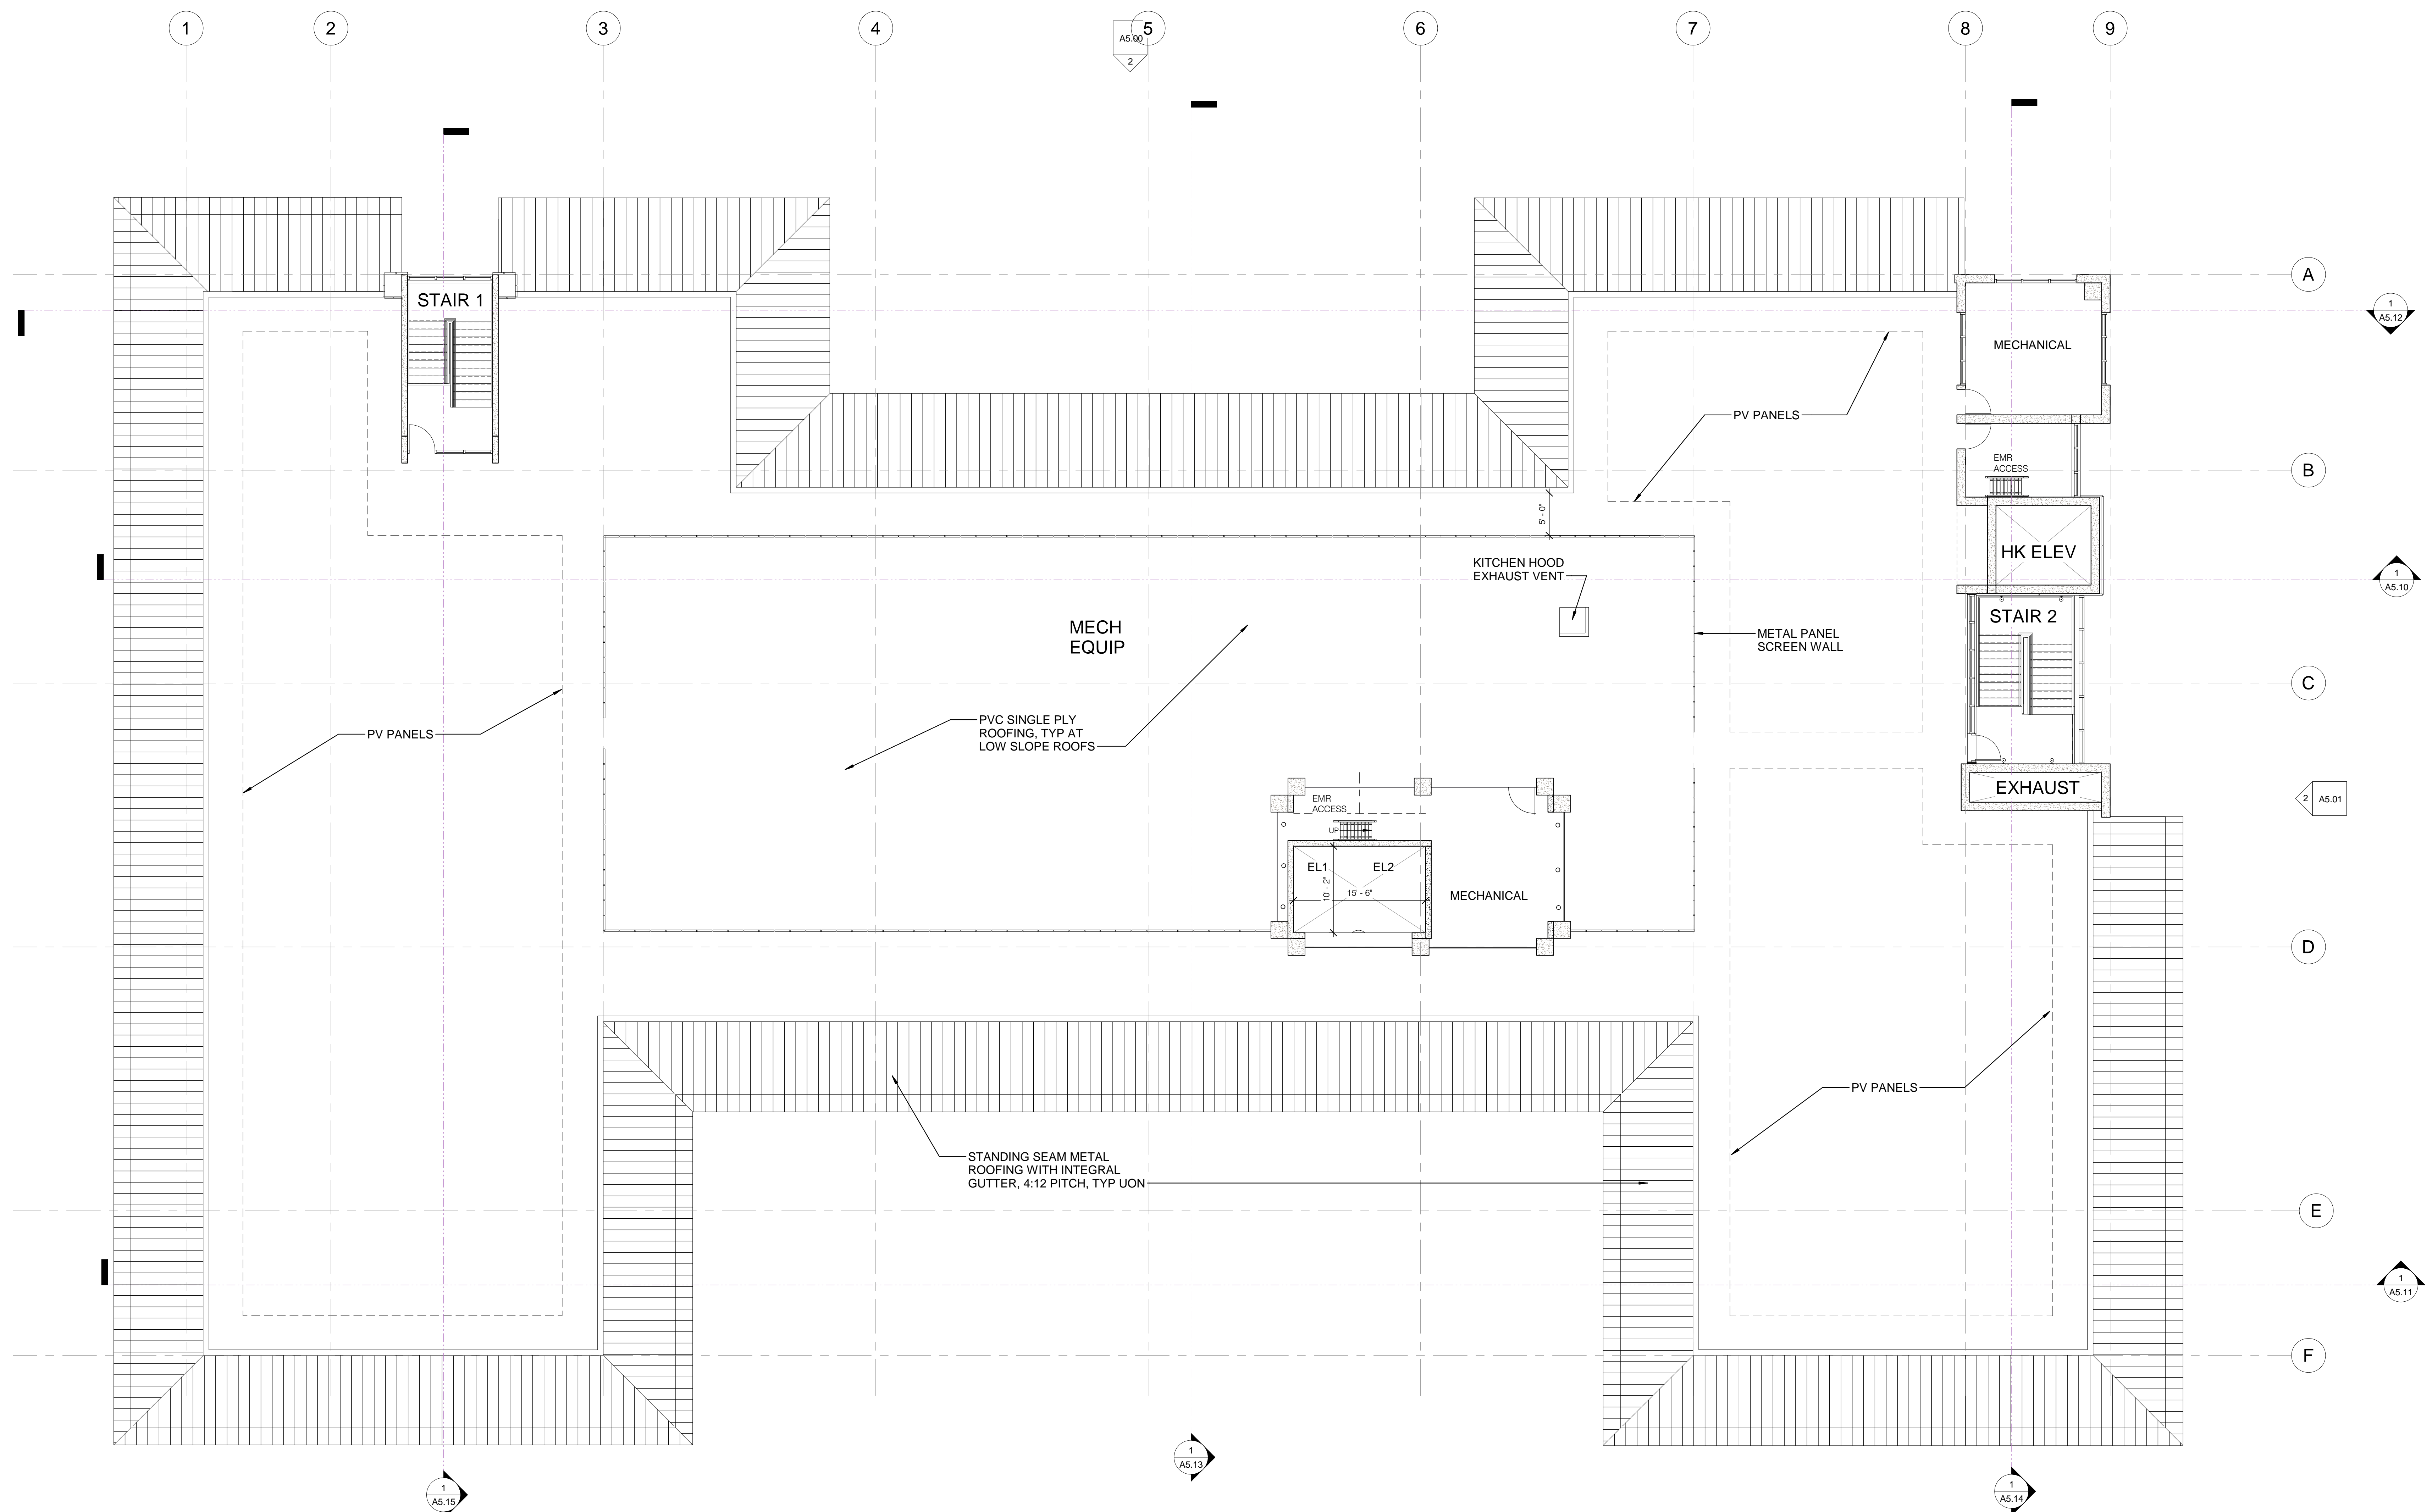 1
2
3
4
5
6
7
8
9
A5.00
2
A
STAIR 1
1
A5.12
MECHANICAL
PV PANELS
EMR
ACCESS
B
5' - 0"
HK ELEV
KITCHEN HOOD
EXHAUST VENT
1
A5.10
STAIR 2
MECH
EQUIP
METAL PANEL
SCREEN WALL
C
PVC SINGLE PLY
ROOFING, TYP AT
LOW SLOPE ROOFS
PV PANELS
EXHAUST
2
A5.01
EMR
ACCESS
UP
EL1
EL2
10' - 2"
15' - 6"
MECHANICAL
D
PV PANELS
STANDING SEAM METAL
ROOFING WITH INTEGRAL
GUTTER, 4:12 PITCH, TYP UON
E
1
A5.11
F
1
A5.13
1
A5.15
1
A5.14